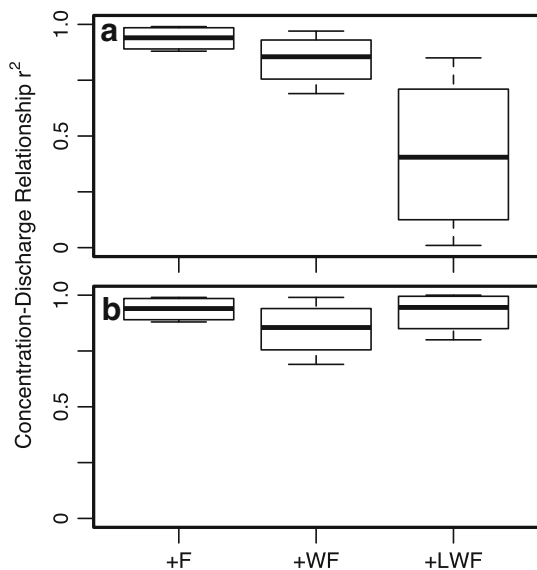 Concentration-Discharge Relationship r²
a
1.0
0.5
0
b
1.0
0.5
0
+F +WF +LWF